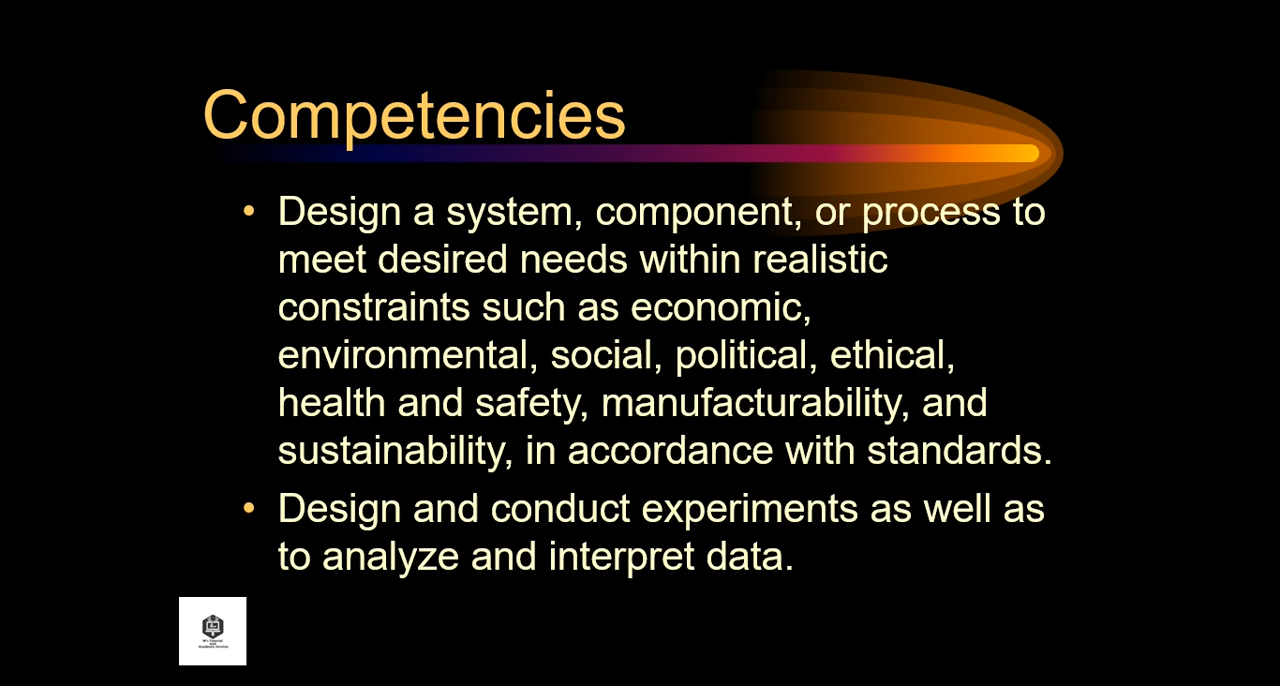 Competencies
• Design a system, component, or process to
meet desired needs within realistic
constraints such as economic,
environmental, social, political, ethical,
health and safety, manufacturability, and
sustainability, in accordance with standards.
• Design and conduct experiments as well as
to analyze and interpret data.